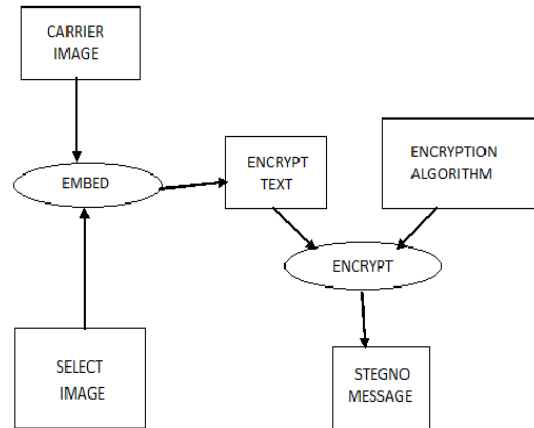 CARRIER
IMAGE
EMBED
ENCRYPT
TEXT
ENCRYPTION
ALGORITHM
ENCRYPT
SELECT
IMAGE
STEGNO
MESSAGE